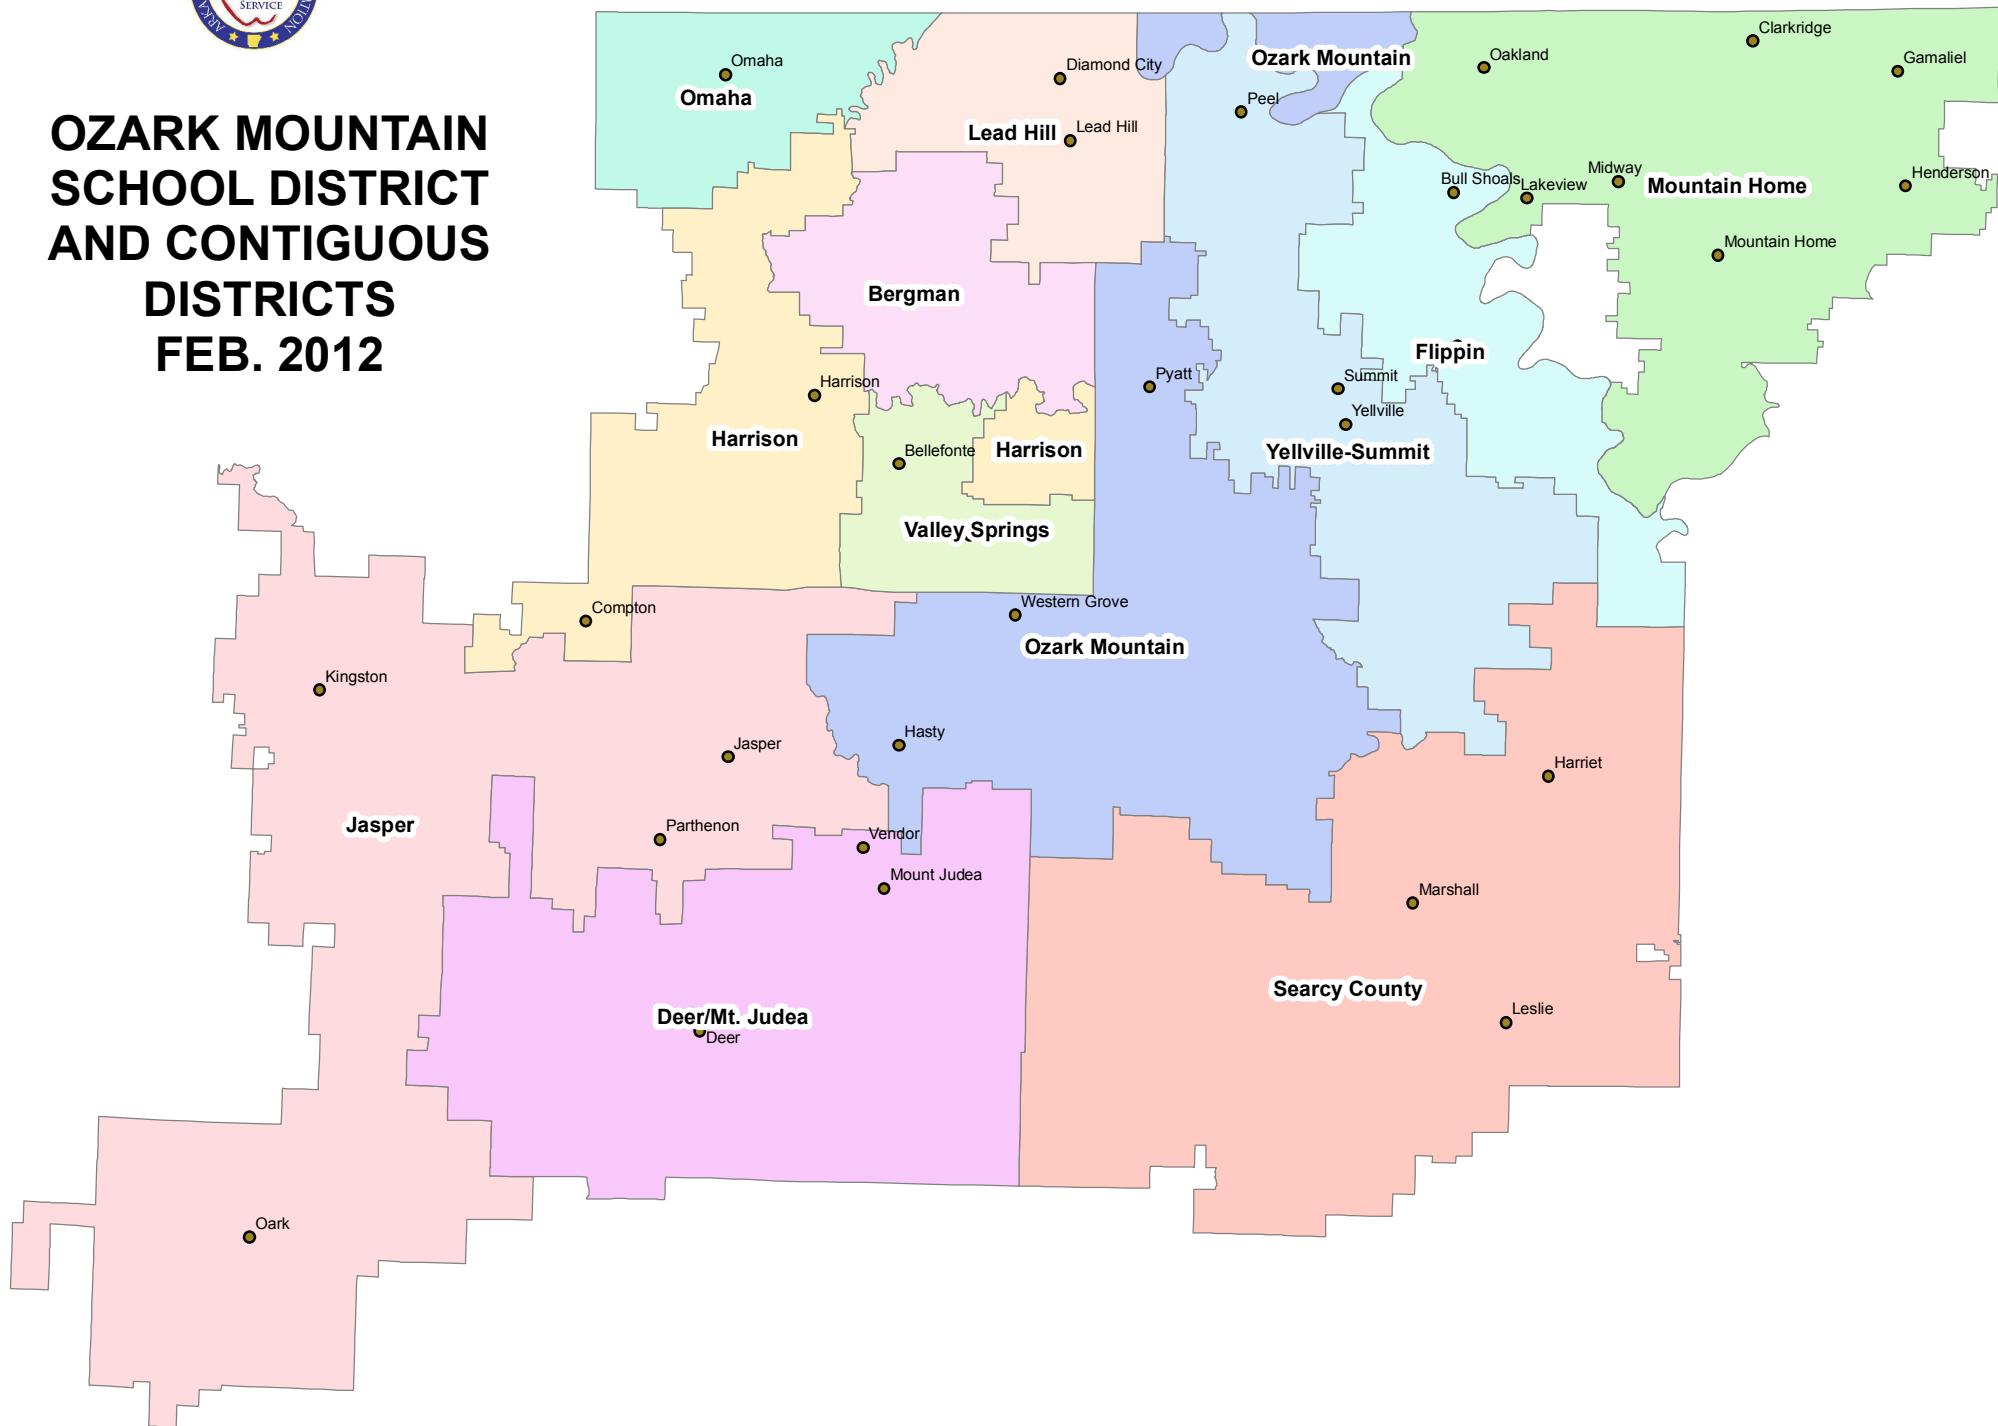 SERVICE
OZARK MOUNTAIN
SCHOOL DISTRICT
AND CONTIGUOUS
DISTRICTS
FEB. 2012
Omaha
Omaha
Diamond City
Lead Hill
Lead Hill
Ozark Mountain
Peel
Oakland
Clarkridge
Gamaliel
Bull Shoals
Lakeview
Midway
Mountain Home
Henderson
Mountain Home
Bergman
Flippin
Harrison
Harrison
Pyatt
Summit
Yellville
Yellville-Summit
Bellefonte
Harrison
Valley Springs
Compton
Western Grove
Ozark Mountain
Kingston
Jasper
Hasty
Harriet
Jasper
Parthenon
Vendor
Mount Judea
Marshall
Searcy County
Deer/Mt. Judea
Deer
Leslie
Oark